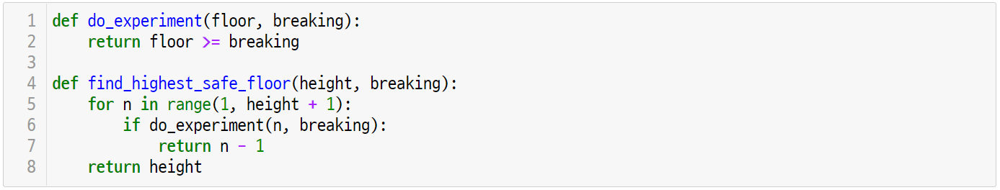 1 def do_experiment(floor, breaking):
2     return floor >= breaking
3
4 def find_highest_safe_floor(height, breaking):
5     for n in range(1, height + 1):
6         if do_experiment(n, breaking):
7             return n - 1
8     return height